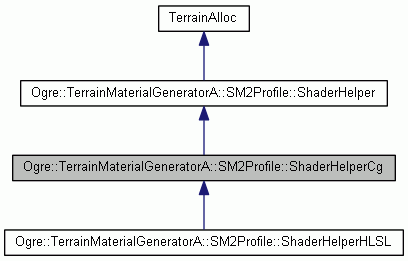 TerrainAlloc
Ogre::TerrainMaterialGeneratorA::SM2Profile::ShaderHelper
Ogre::TerrainMaterialGeneratorA::SM2Profile::ShaderHelperCg
Ogre::TerrainMaterialGeneratorA::SM2Profile::ShaderHelperHLSL